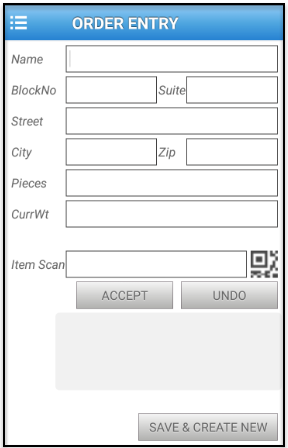 ORDER ENTRY
Name
BlockNo Suite
Street
City Zip
Pieces
CurrWt
Item Scan
ACCEPT UNDO
SAVE & CREATE NEW